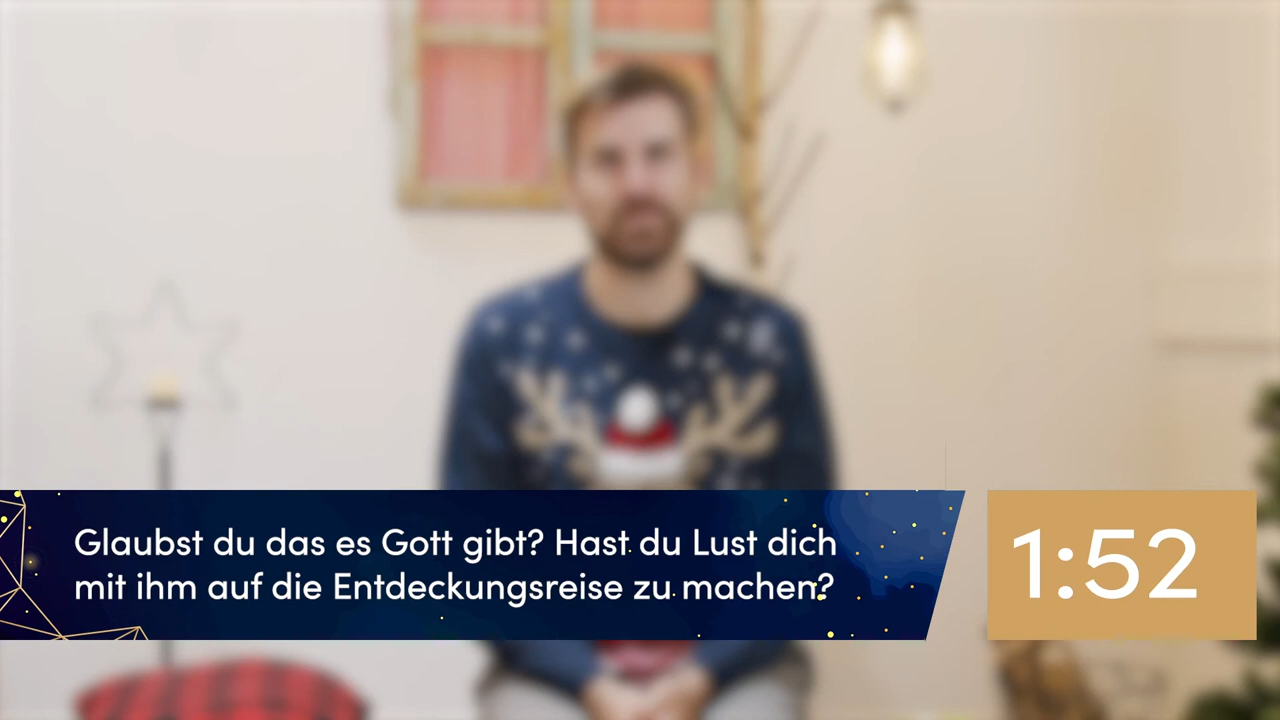 Glaubst du das es Gott gibt? Hast du Lust dich
mit ihm auf die Entdeckungsreise zu machen?
1:52